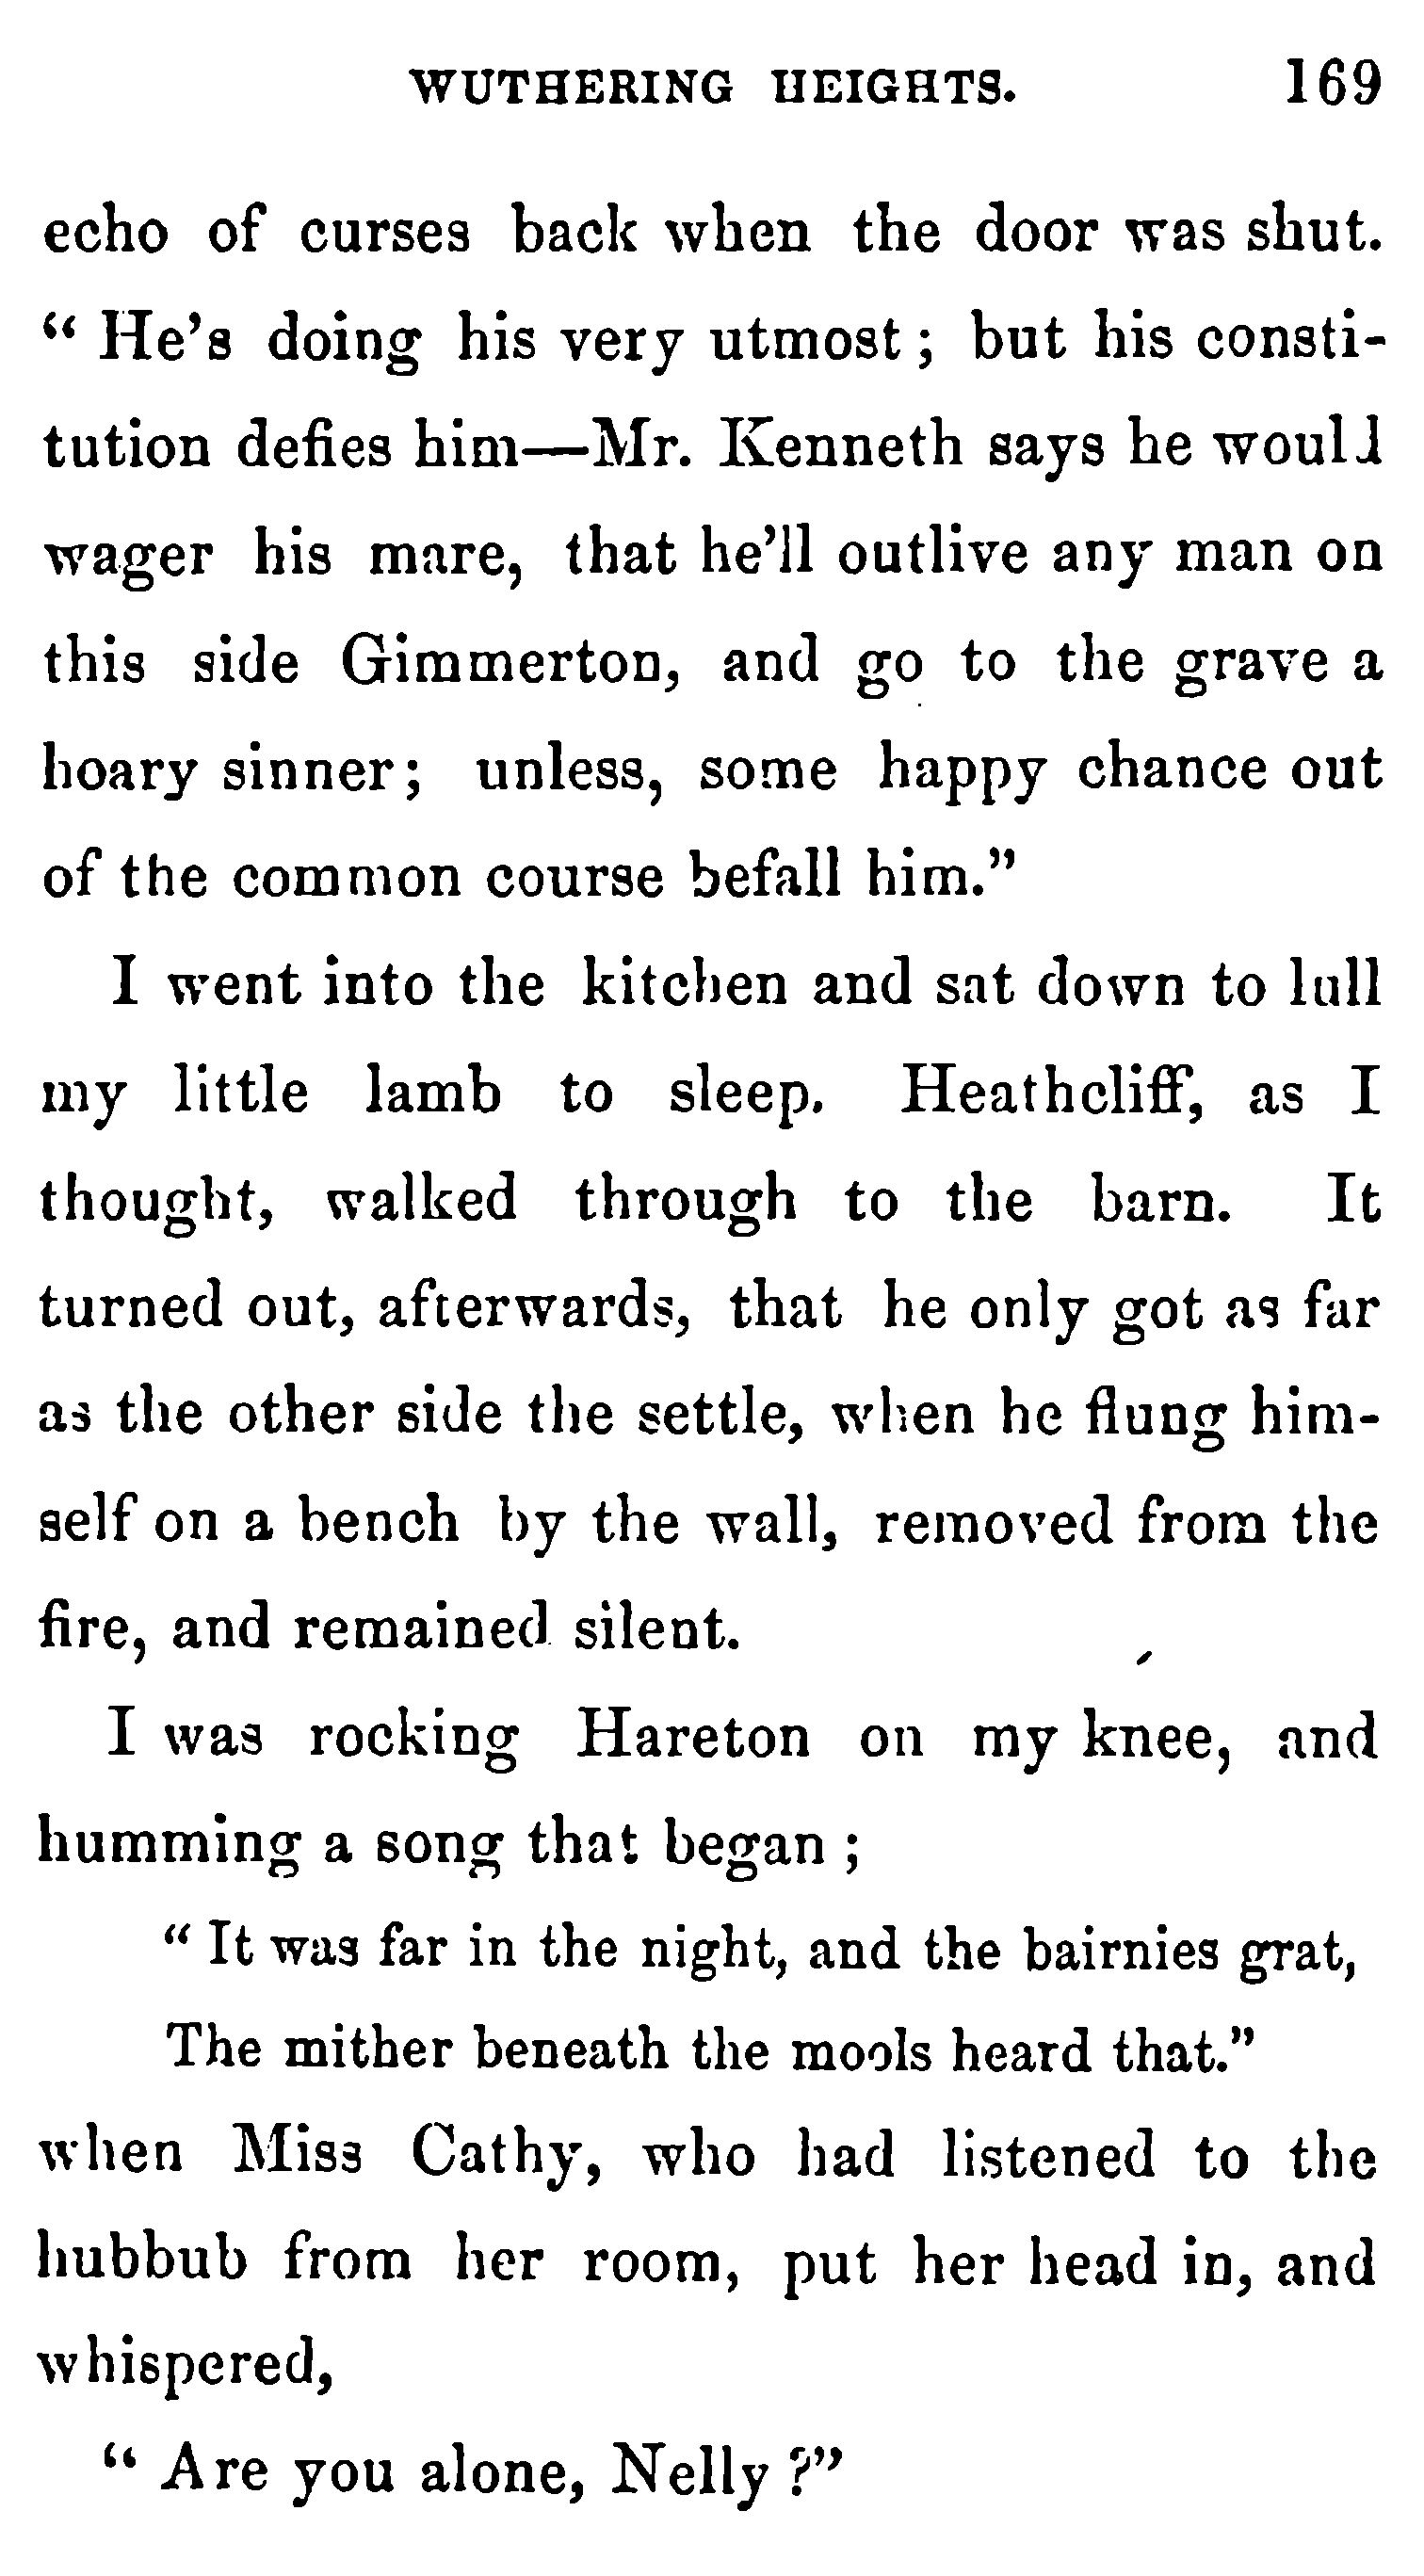 WUTHERING HEIGHTS. 169
echo of curses back when the door was shut.
“ He’s doing his very utmost ; but his consti-
tution defies him—Mr. Kenneth says he would
wager his mare, that he’ll outlive any man on
this side Gimmerton, and go to the grave a
hoary sinner ; unless, some happy chance out
of the common course befall him.”
I went into the kitchen and sat down to lull
my little lamb to sleep. Heathcliff, as I
thought, walked through to the barn. It
turned out, afterwards, that he only got as far
as the other side the settle, when he flung him-
self on a bench by the wall, removed from the
fire, and remained silent.
I was rocking Hareton on my knee, and
humming a song that began ;
“ It was far in the night, and the bairnies grat,
The mither beneath the mools heard that.”
when Miss Cathy, who had listened to the
hubbub from her room, put her head in, and
whispered,
“ Are you alone, Nelly ?”